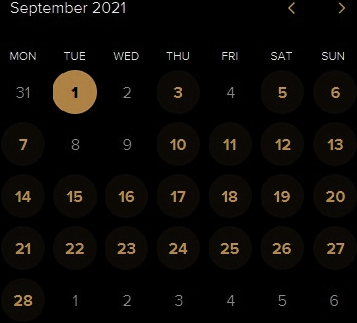 September 2021
MON TUE WED THU FRI SAT SUN
31 1 2 3 4 5 6
7 8 9 10 11 12 13
14 15 16 17 18 19 20
21 22 23 24 25 26 27
28 1 2 3 4 5 6